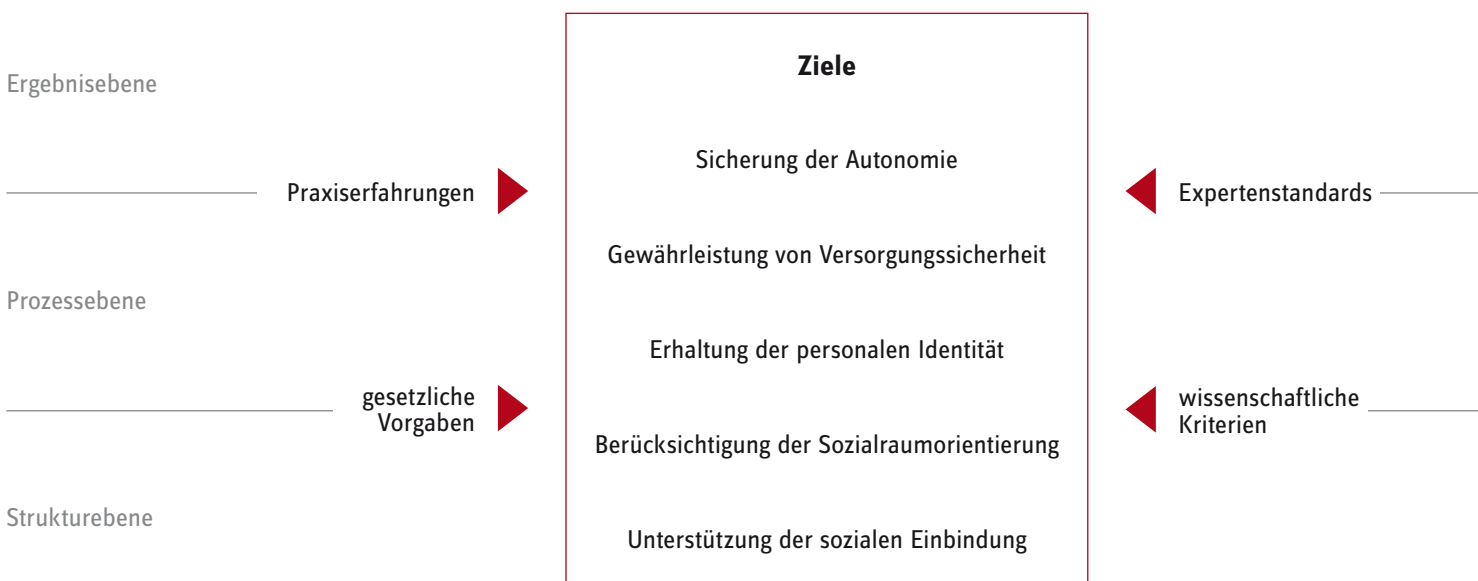 Ziele
Ergebnisebene
Sicherung der Autonomie
Praxiserfahrungen
Expertenstandards
Gewährleistung von Versorgungssicherheit
Prozessebene
Erhaltung der personalen Identität
gesetzliche
Vorgaben
wissenschaftliche
Kriterien
Berücksichtigung der Sozialraumorientierung
Strukturebene
Unterstützung der sozialen Einbindung